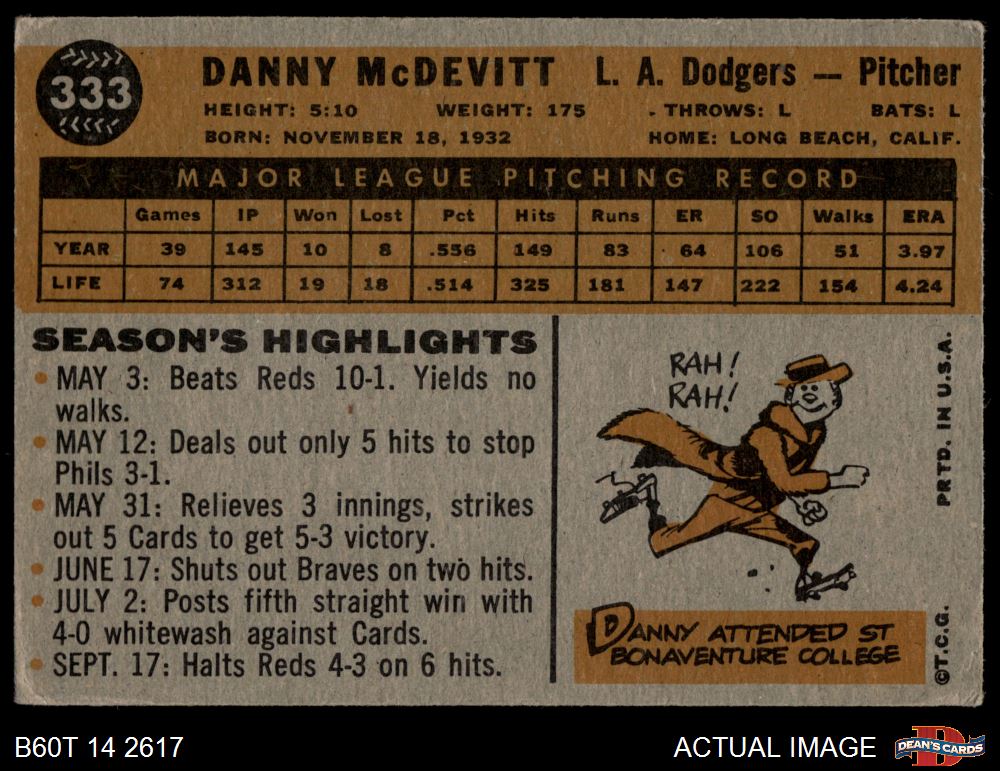 333
DANNY McDEVITT L. A. Dodgers — Pitcher
HEIGHT: 5:10 WEIGHT: 175 THROWS: L BATS: L
BORN: NOVEMBER 18, 1932 HOME: LONG BEACH, CALIF.
MAJOR LEAGUE PITCHING RECORD
Games IP Won Lost Pct Hits Runs ER SO Walks ERA
YEAR 39 145 10 8 .556 149 83 64 106 51 3.97
LIFE 74 312 19 18 .514 325 181 147 222 154 4.24
SEASON'S HIGHLIGHTS
• MAY 3: Beats Reds 10-1. Yields no
walks.
• MAY 12: Deals out only 5 hits to stop
Phils 3-1.
• MAY 31: Relieves 3 innings, strikes
out 5 Cards to get 5-3 victory.
• JUNE 17: Shuts out Braves on two hits.
• JULY 2: Posts fifth straight win with
4-0 whitewash against Cards.
• SEPT. 17: Halts Reds 4-3 on 6 hits.
RAH!
RAH!
DANNY ATTENDED ST
BONAVENTURE COLLEGE
©T.C.G. PRTD. IN U.S.A.
B60T 14 2617 ACTUAL IMAGE DEAN'S CARDS